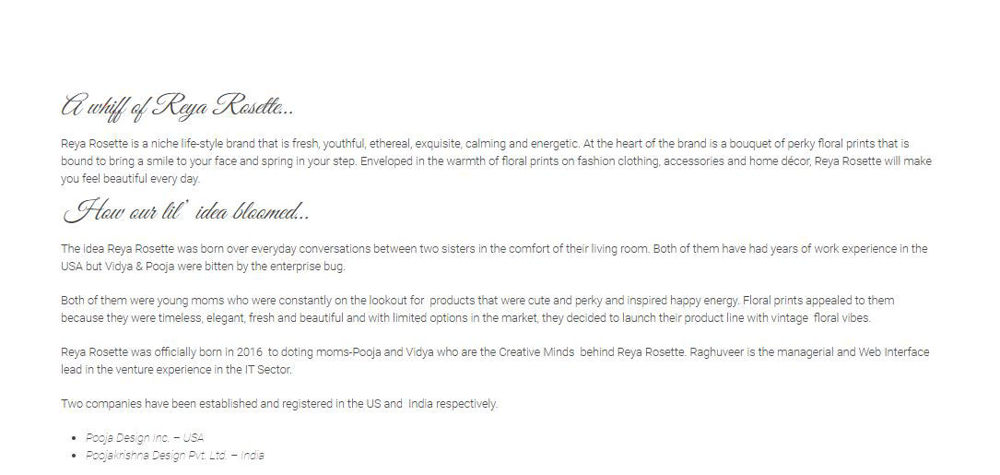 A whiff of Reya Rosette...
Reya Rosette is a niche life-style brand that is fresh, youthful, ethereal, exquisite, calming and energetic. At the heart of the brand is a bouquet of perky floral prints that is
bound to bring a smile to your face and spring in your step. Enveloped in the warmth of floral prints on fashion clothing, accessories and home décor, Reya Rosette will make
you feel beautiful every day.
How our lil' idea bloomed...
The idea Reya Rosette was born over everyday conversations between two sisters in the comfort of their living room. Both of them have had years of work experience in the
USA but Vidya & Pooja were bitten by the enterprise bug.
Both of them were young moms who were constantly on the lookout for products that were cute and perky and inspired happy energy. Floral prints appealed to them
because they were timeless, elegant, fresh and beautiful and with limited options in the market, they decided to launch their product line with vintage floral vibes.
Reya Rosette was officially born in 2016 to doting moms-Pooja and Vidya who are the Creative Minds behind Reya Rosette. Raghuveer is the managerial and Web Interface
lead in the venture experience in the IT Sector.
Two companies have been established and registered in the US and India respectively.
• Pooja Design inc. – USA
• Poojakrishna Design Pvt. Ltd. – India